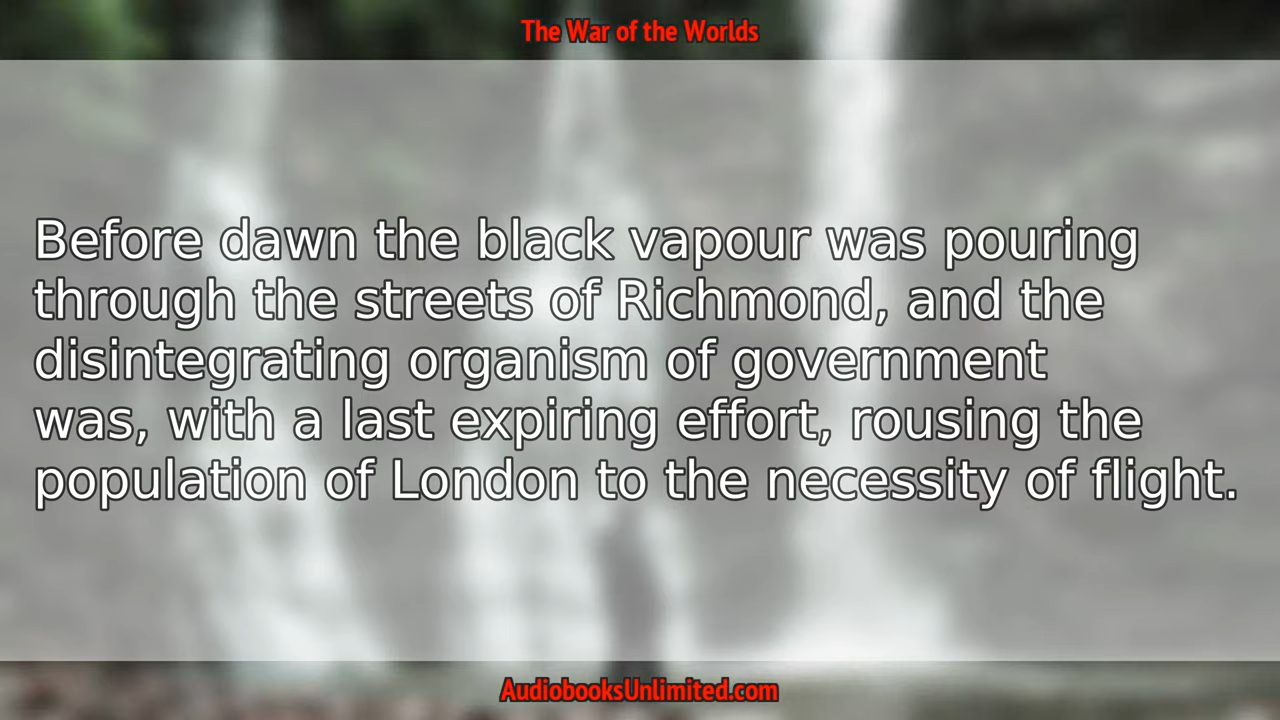 The War of the Worlds
Before dawn the black vapour was pouring
through the streets of Richmond, and the
disintegrating organism of government
was, with a last expiring effort, rousing the
population of London to the necessity of flight.
AudiobooksUnlimited.com